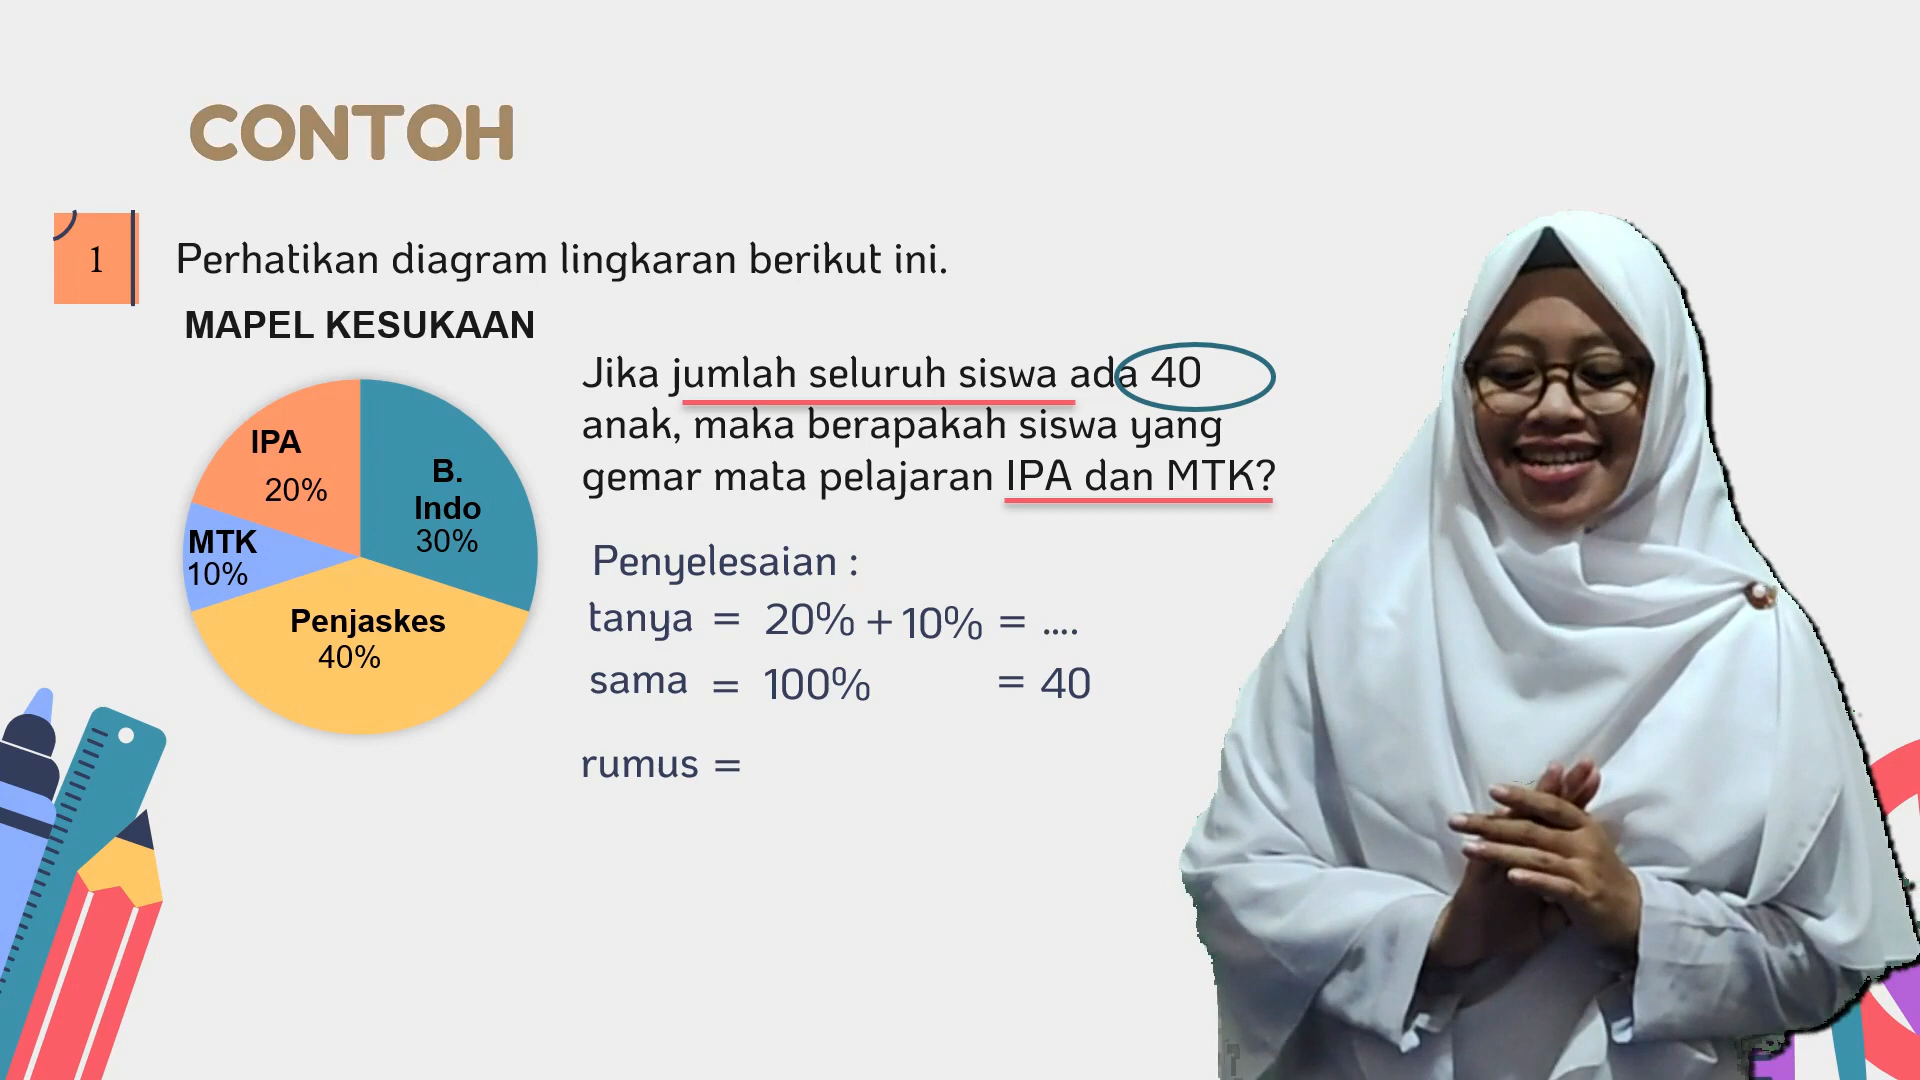 CONTOH
1
Perhatikan diagram lingkaran berikut ini.
MAPEL KESUKAAN
IPA
20%
B.
Indo
30%
MTK
10%
Penjaskes
40%
Jika jumlah seluruh siswa ada 40
anak, maka berapakah siswa yang
gemar mata pelajaran IPA dan MTK?
Penyelesaian :
tanya = 20% + 10% = ....
sama = 100% = 40
rumus =